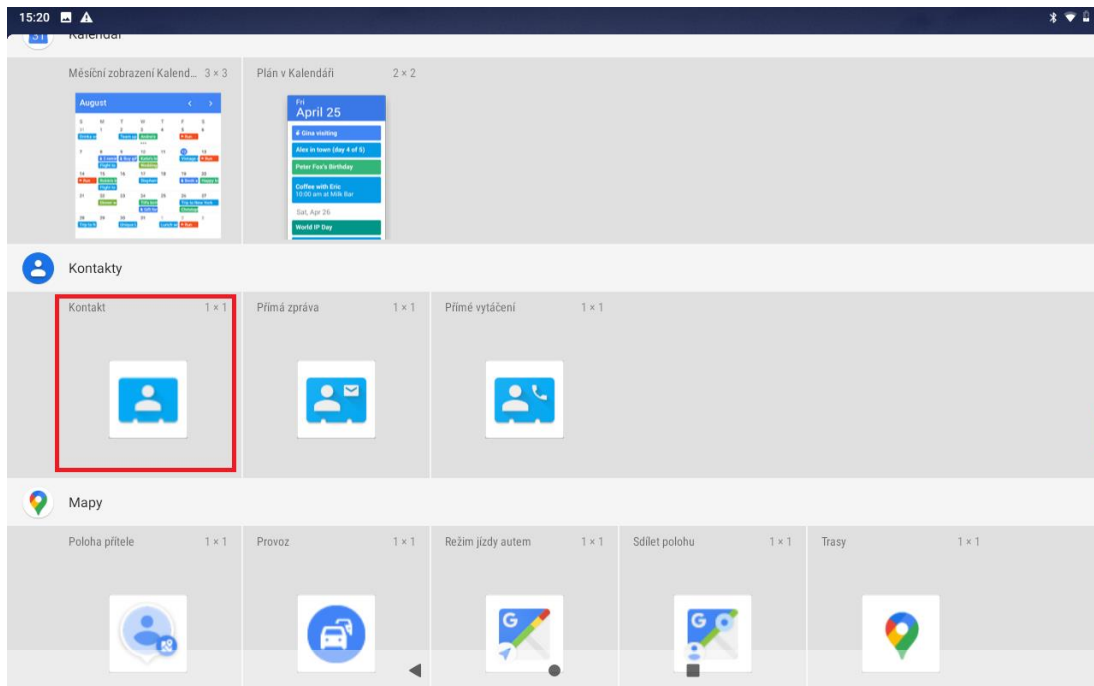 15:20
Kalendář
Měsíční zobrazení Kalend... 3 × 3
Plán v Kalendáři 2 × 2
August
Fri
April 25
Gina visiting
Alex in town (day 4 of 5)
Peter Fox's Birthday
Coffee with Eric
10:00 am at Milk Bar
Sat, Apr 26
World IP Day
Kontakty
Kontakt 1 × 1
Přímá zpráva 1 × 1
Přímé vytáčení 1 × 1
Mapy
Poloha přítele 1 × 1
Provoz 1 × 1
Režim jízdy autem 1 × 1
Sdílet polohu 1 × 1
Trasy 1 × 1